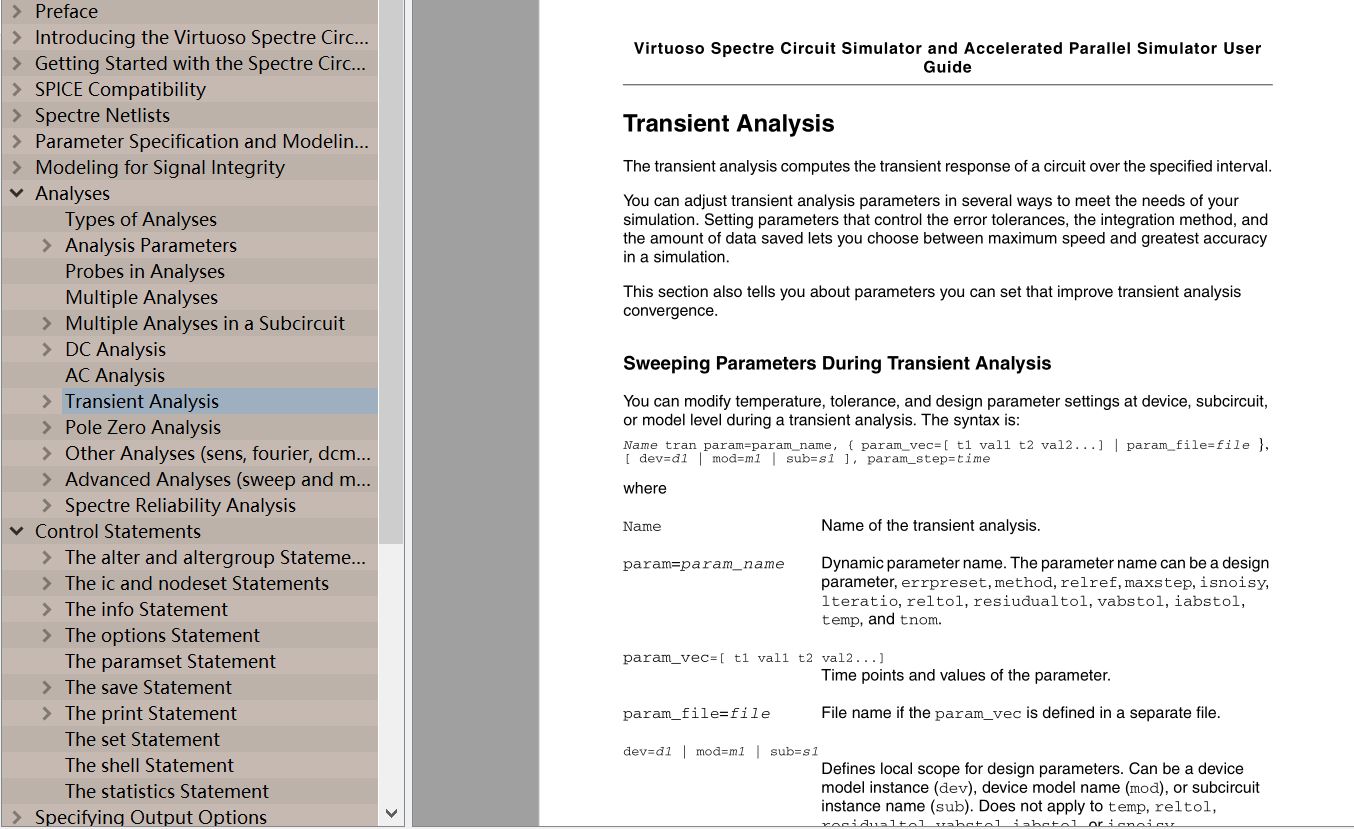 Preface
Introducing the Virtuoso Spectre Circ...
Getting Started with the Spectre Circ...
SPICE Compatibility
Spectre Netlists
Parameter Specification and Modelin...
Modeling for Signal Integrity
Analyses
Types of Analyses
Analysis Parameters
Probes in Analyses
Multiple Analyses
Multiple Analyses in a Subcircuit
DC Analysis
AC Analysis
Transient Analysis
Pole Zero Analysis
Other Analyses (sens, fourier, dcm...
Advanced Analyses (sweep and m...
Spectre Reliability Analysis
Control Statements
The alter and altergroup Stateme...
The ic and nodeset Statements
The info Statement
The options Statement
The paramset Statement
The save Statement
The print Statement
The set Statement
The shell Statement
The statistics Statement
Specifying Output Options
Virtuoso Spectre Circuit Simulator and Accelerated Parallel Simulator User
Guide
Transient Analysis
The transient analysis computes the transient response of a circuit over the specified interval.
You can adjust transient analysis parameters in several ways to meet the needs of your
simulation. Setting parameters that control the error tolerances, the integration method, and
the amount of data saved lets you choose between maximum speed and greatest accuracy
in a simulation.
This section also tells you about parameters you can set that improve transient analysis
convergence.
Sweeping Parameters During Transient Analysis
You can modify temperature, tolerance, and design parameter settings at device, subcircuit,
or model level during a transient analysis. The syntax is:
Name tran param=param_name, { param_vec=[ t1 val1 t2 val2...] | param_file=file },
[ dev=d1 | mod=m1 | sub=s1 ], param_step=time
where
Name Name of the transient analysis.
param=param_name Dynamic parameter name. The parameter name can be a design
parameter, errpreset, method, relref, maxstep, isnoisy,
lteratio, reltol, resiudualtol, vabstol, iabstol,
temp, and tnom.
param_vec=[ t1 val1 t2 val2...]
Time points and values of the parameter.
param_file=file File name if the param_vec is defined in a separate file.
dev=d1 | mod=m1 | sub=s1
Defines local scope for design parameters. Can be a device
model instance (dev), device model name (mod), or subcircuit
instance name (sub). Does not apply to temp, reltol,
residualtol, vabstol, iabstol, or isnoisy.